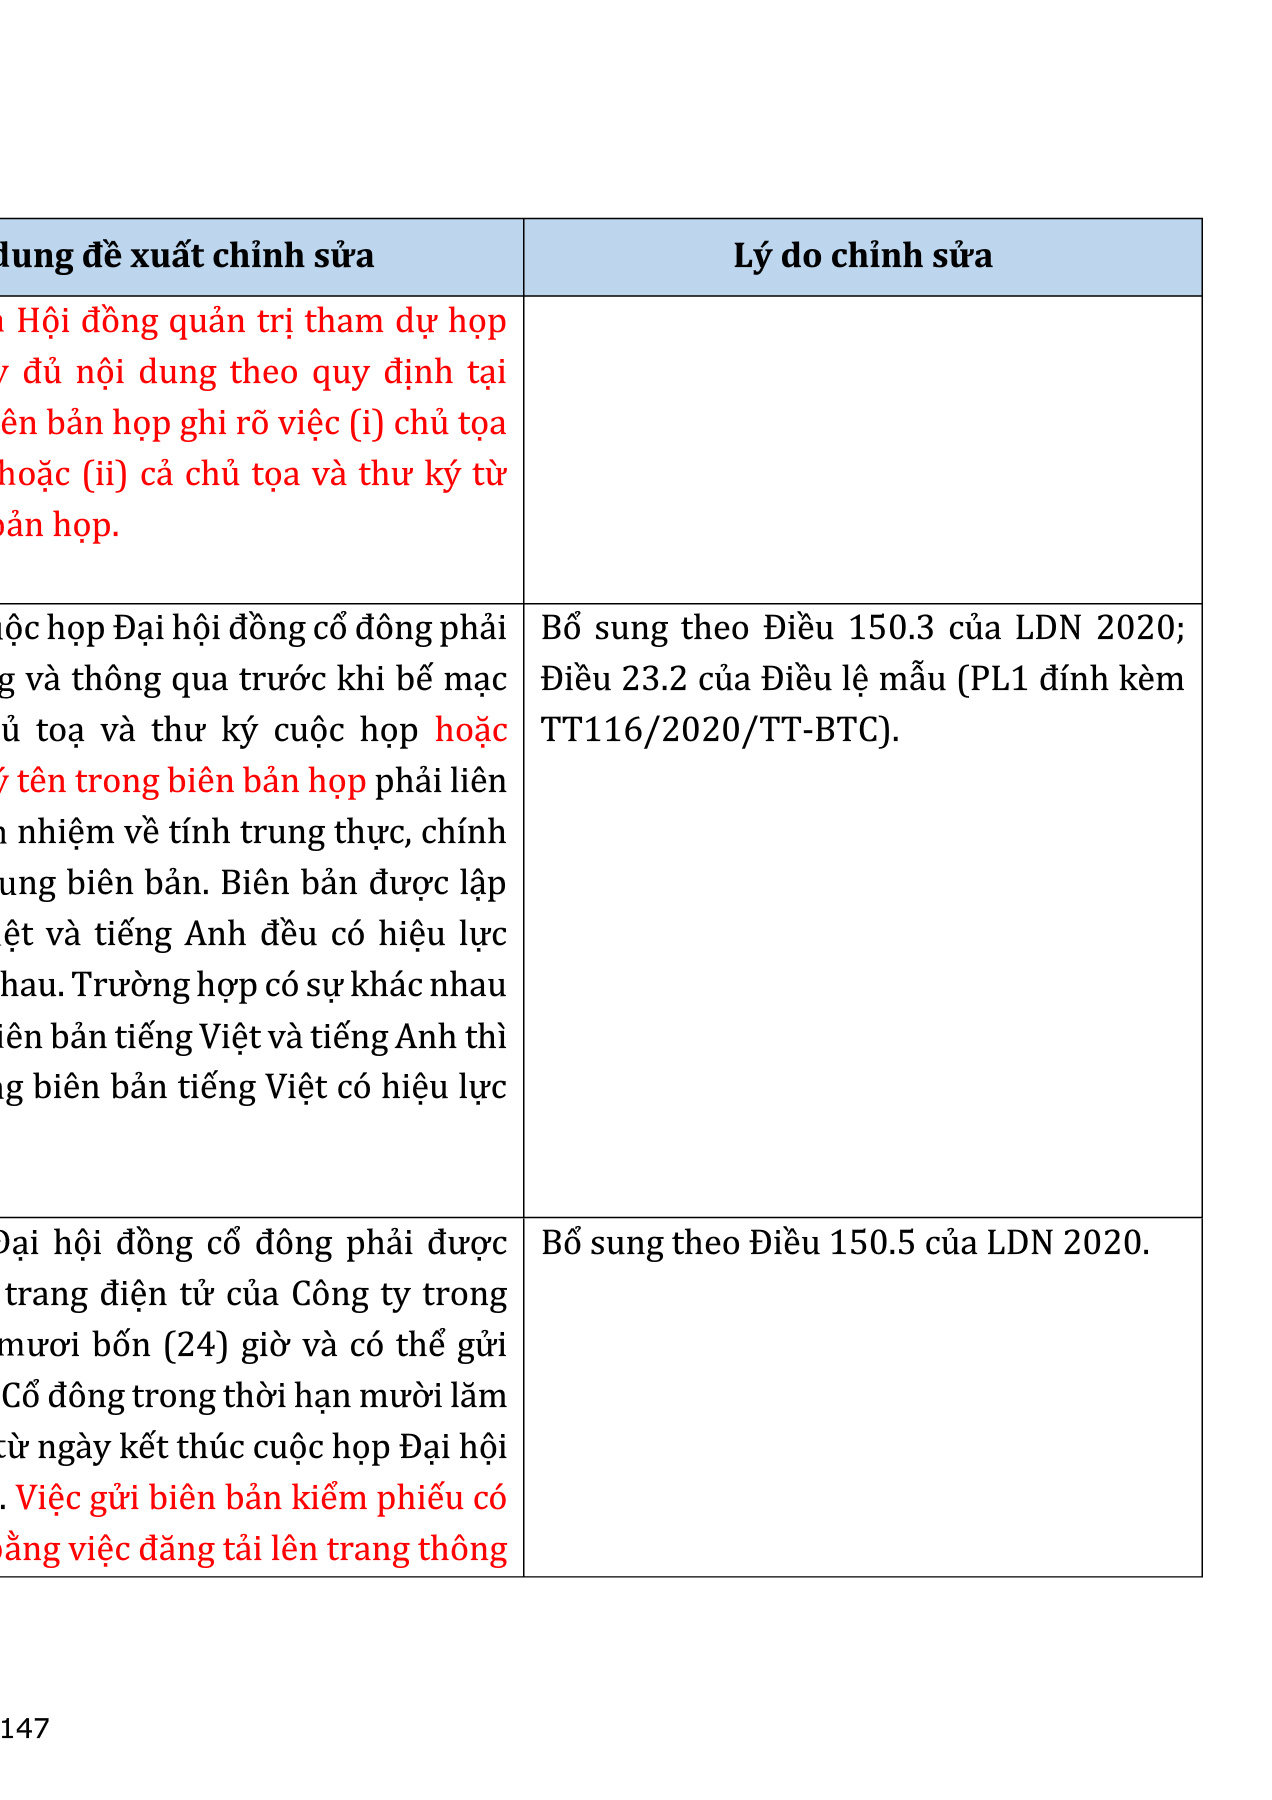 dung đề xuất chỉnh sửa
Lý do chỉnh sửa
Hội đồng quản trị tham dự họp
đủ nội dung theo quy định tại
bản họp ghi rõ việc (i) chủ tọa
hoặc (ii) cả chủ tọa và thư ký từ
bản họp.
họp Đại hội đồng cổ đông phải
và thông qua trước khi bế mạc
toạ và thư ký cuộc họp hoặc
tên trong biên bản họp phải liên
nhiệm về tính trung thực, chính
biên bản. Biên bản được lập
và tiếng Anh đều có hiệu lực
nhau. Trường hợp có sự khác nhau
biên bản tiếng Việt và tiếng Anh thì
biên bản tiếng Việt có hiệu lực
Bổ sung theo Điều 150.3 của LDN 2020;
Điều 23.2 của Điều lệ mẫu (PL1 đính kèm
TT116/2020/TT-BTC).
Đại hội đồng cổ đông phải được
trang điện tử của Công ty trong
mươi bốn (24) giờ và có thể gửi
Cổ đông trong thời hạn mười lăm
từ ngày kết thúc cuộc họp Đại hội
. Việc gửi biên bản kiểm phiếu có
bằng việc đăng tải lên trang thông
Bổ sung theo Điều 150.5 của LDN 2020.
147